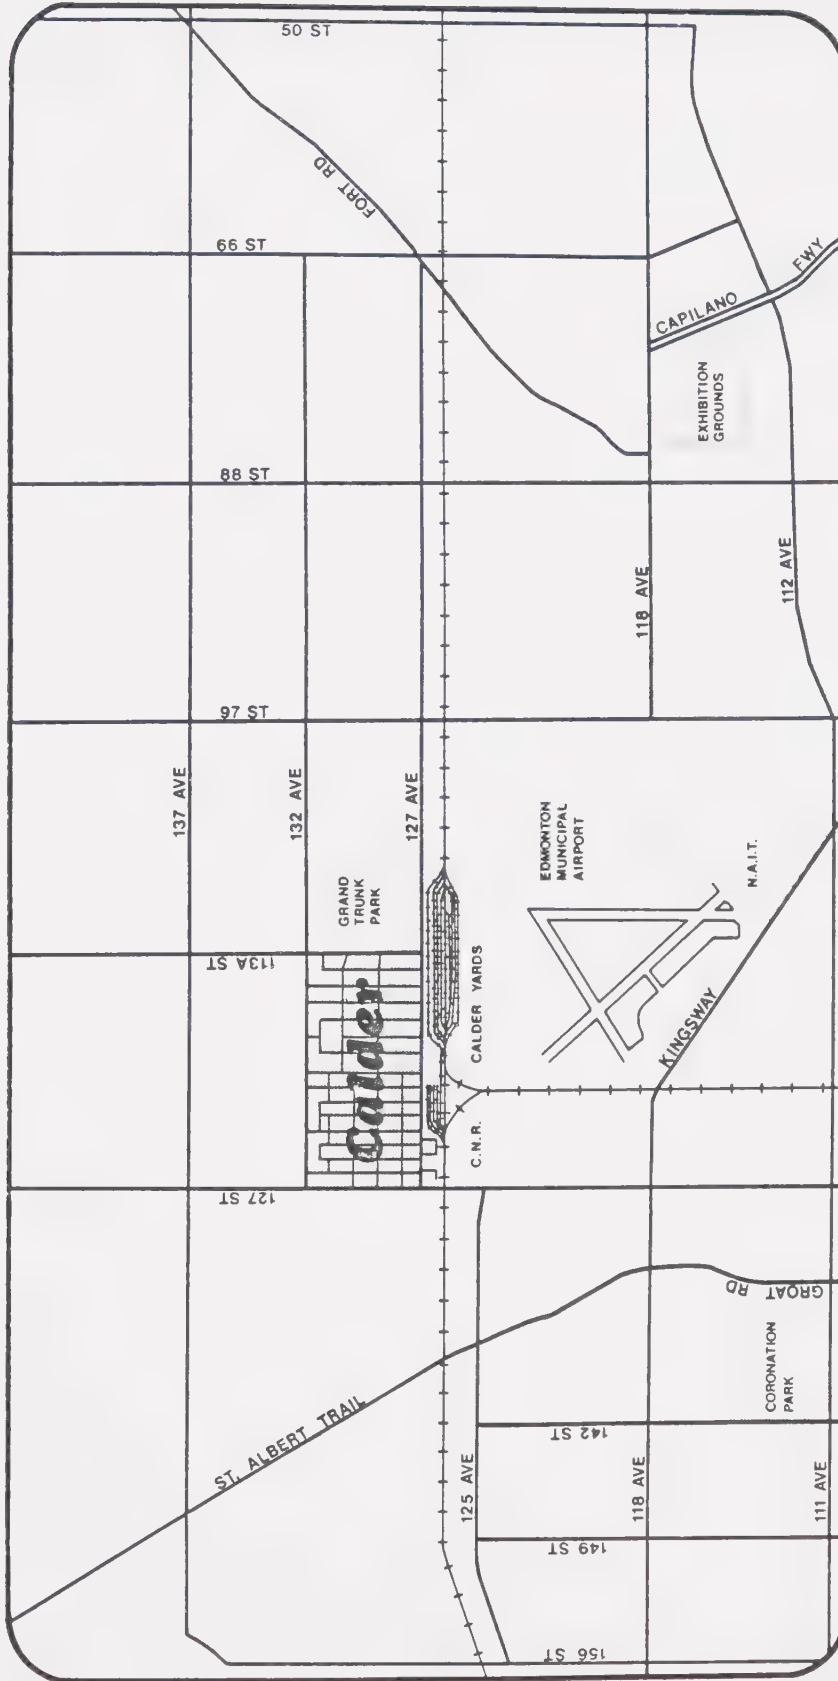 50 ST
FORT RD
66 ST
CAPILANO
FWY
EXHIBITION
GROUNDS
88 ST
118 AVE
112 AVE
97 ST
137 AVE
132 AVE
127 AVE
GRAND
TRUNK
PARK
EDMONTON
MUNICIPAL
AIRPORT
N.A.I.T.
113A ST
Calder
CALDER YARDS
C.N.R.
KINGSWAY
127 ST
ST. ALBERT TRAIL
GROAT
RD
CORONATION
PARK
142 ST
125 AVE
118 AVE
111 AVE
149 ST
156 ST